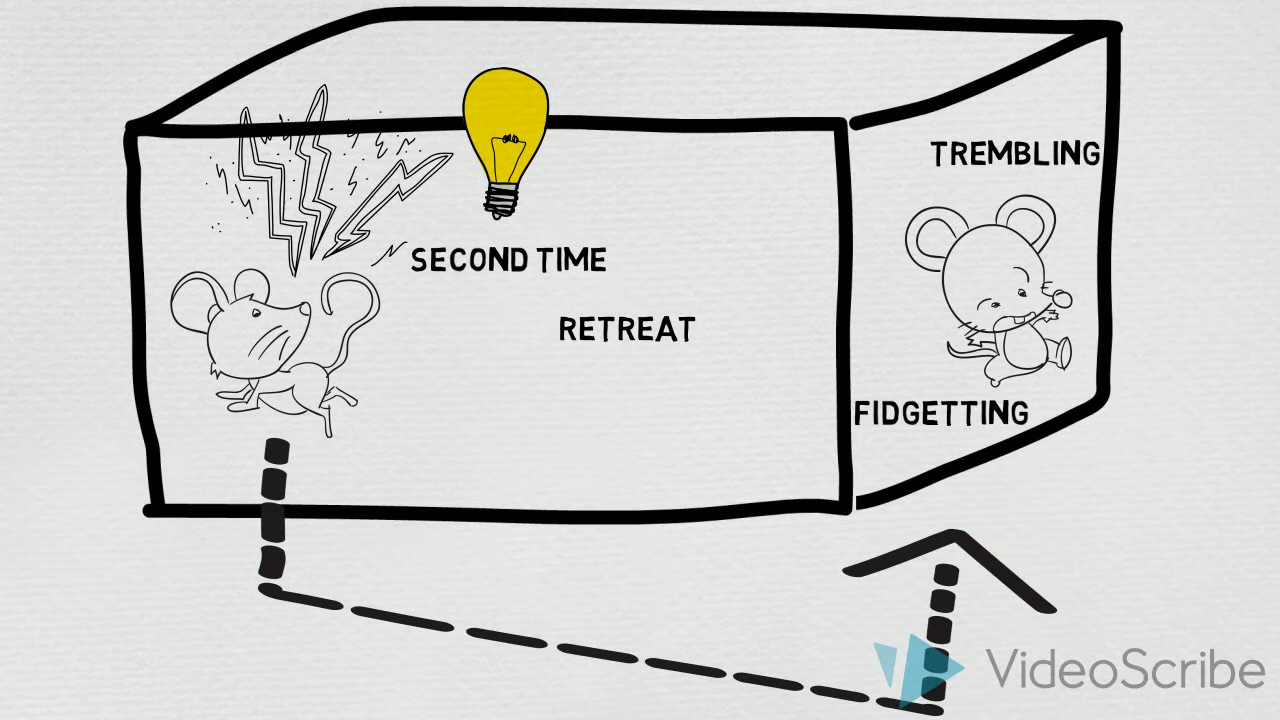 TREMBLING
SECOND TIME
RETREAT
FIDGETTING
VideoScribe